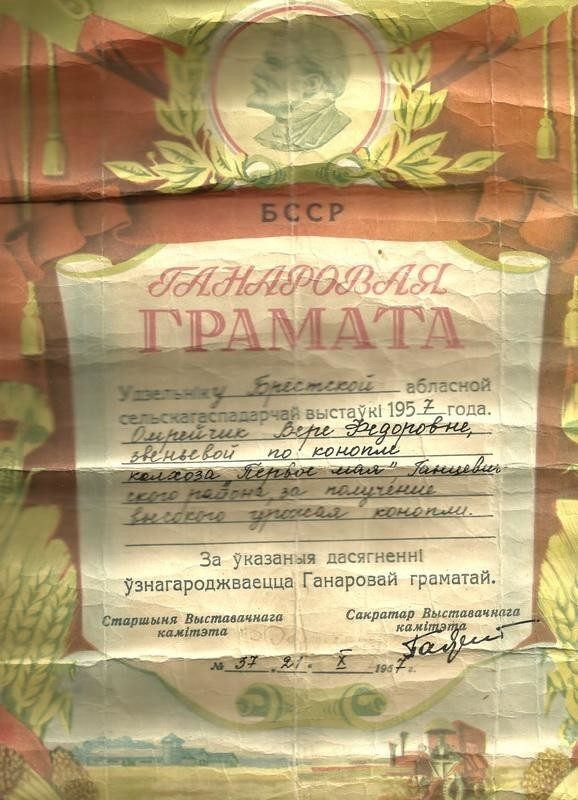 БССР
ГАНАРОВАЯ
ГРАМАТА
Удзельніку Брестской абласной
сельскагаспадарчай выстаўкі 1957 года.
Омрейчик Вере Федоровне,
звеньевой по конопле
колхоза "Первое мая" Ганцевич
ского района, за получение
высокого урожая конопли.
За ўказаныя дасягненні
ўзнагароджваецца Ганаровай граматай.
Старшыня Выставачнага
камітэта
Сакратар Выставачнага
камітэта
№ 37 . 21 . X 1957 г.